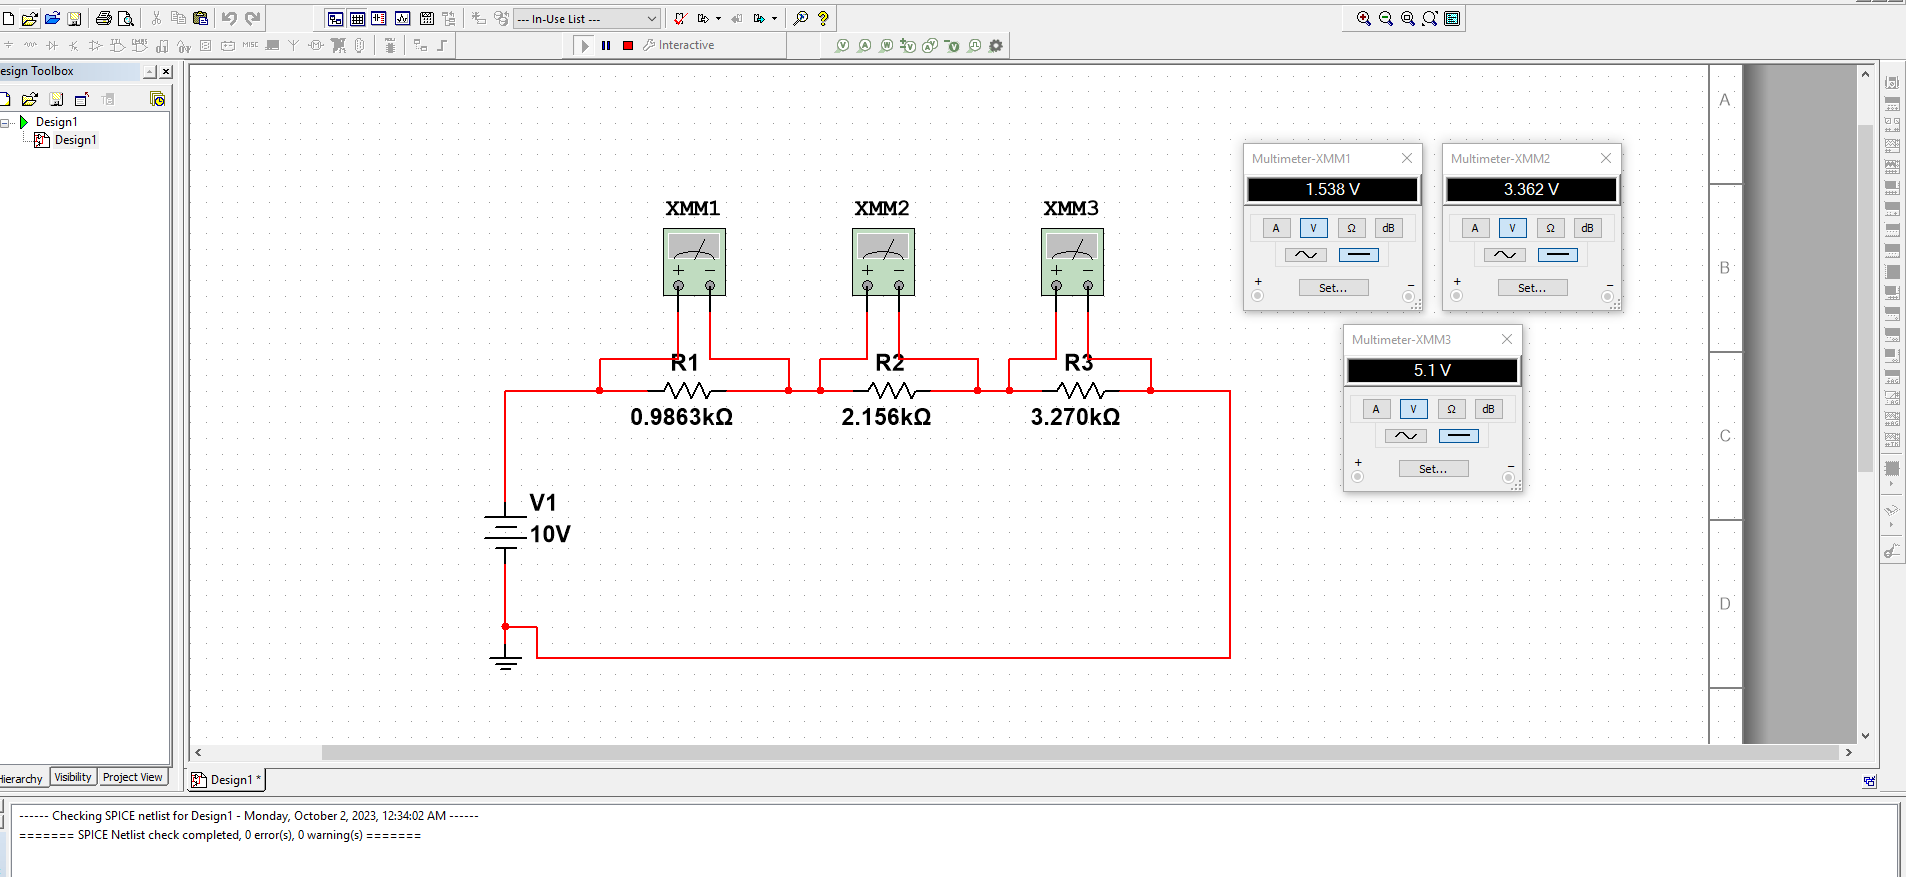 --- In-Use List ---
MISC
Interactive
V
A
W
V
A
V
esign Toolbox
Design1
Design1
A
B
C
D
Multimeter-XMM1
1.538 V
A V Ω dB
+ Set... −
Multimeter-XMM2
3.362 V
A V Ω dB
+ Set... −
Multimeter-XMM3
5.1 V
A V Ω dB
+ Set... −
XMM1 XMM2 XMM3
+ − + − + −
R1 R2 R3
0.9863kΩ 2.156kΩ 3.270kΩ
V1
10V
Hierarchy Visibility Project View
Design1 *
------ Checking SPICE netlist for Design1 - Monday, October 2, 2023, 12:34:02 AM ------
======= SPICE Netlist check completed, 0 error(s), 0 warning(s) =======